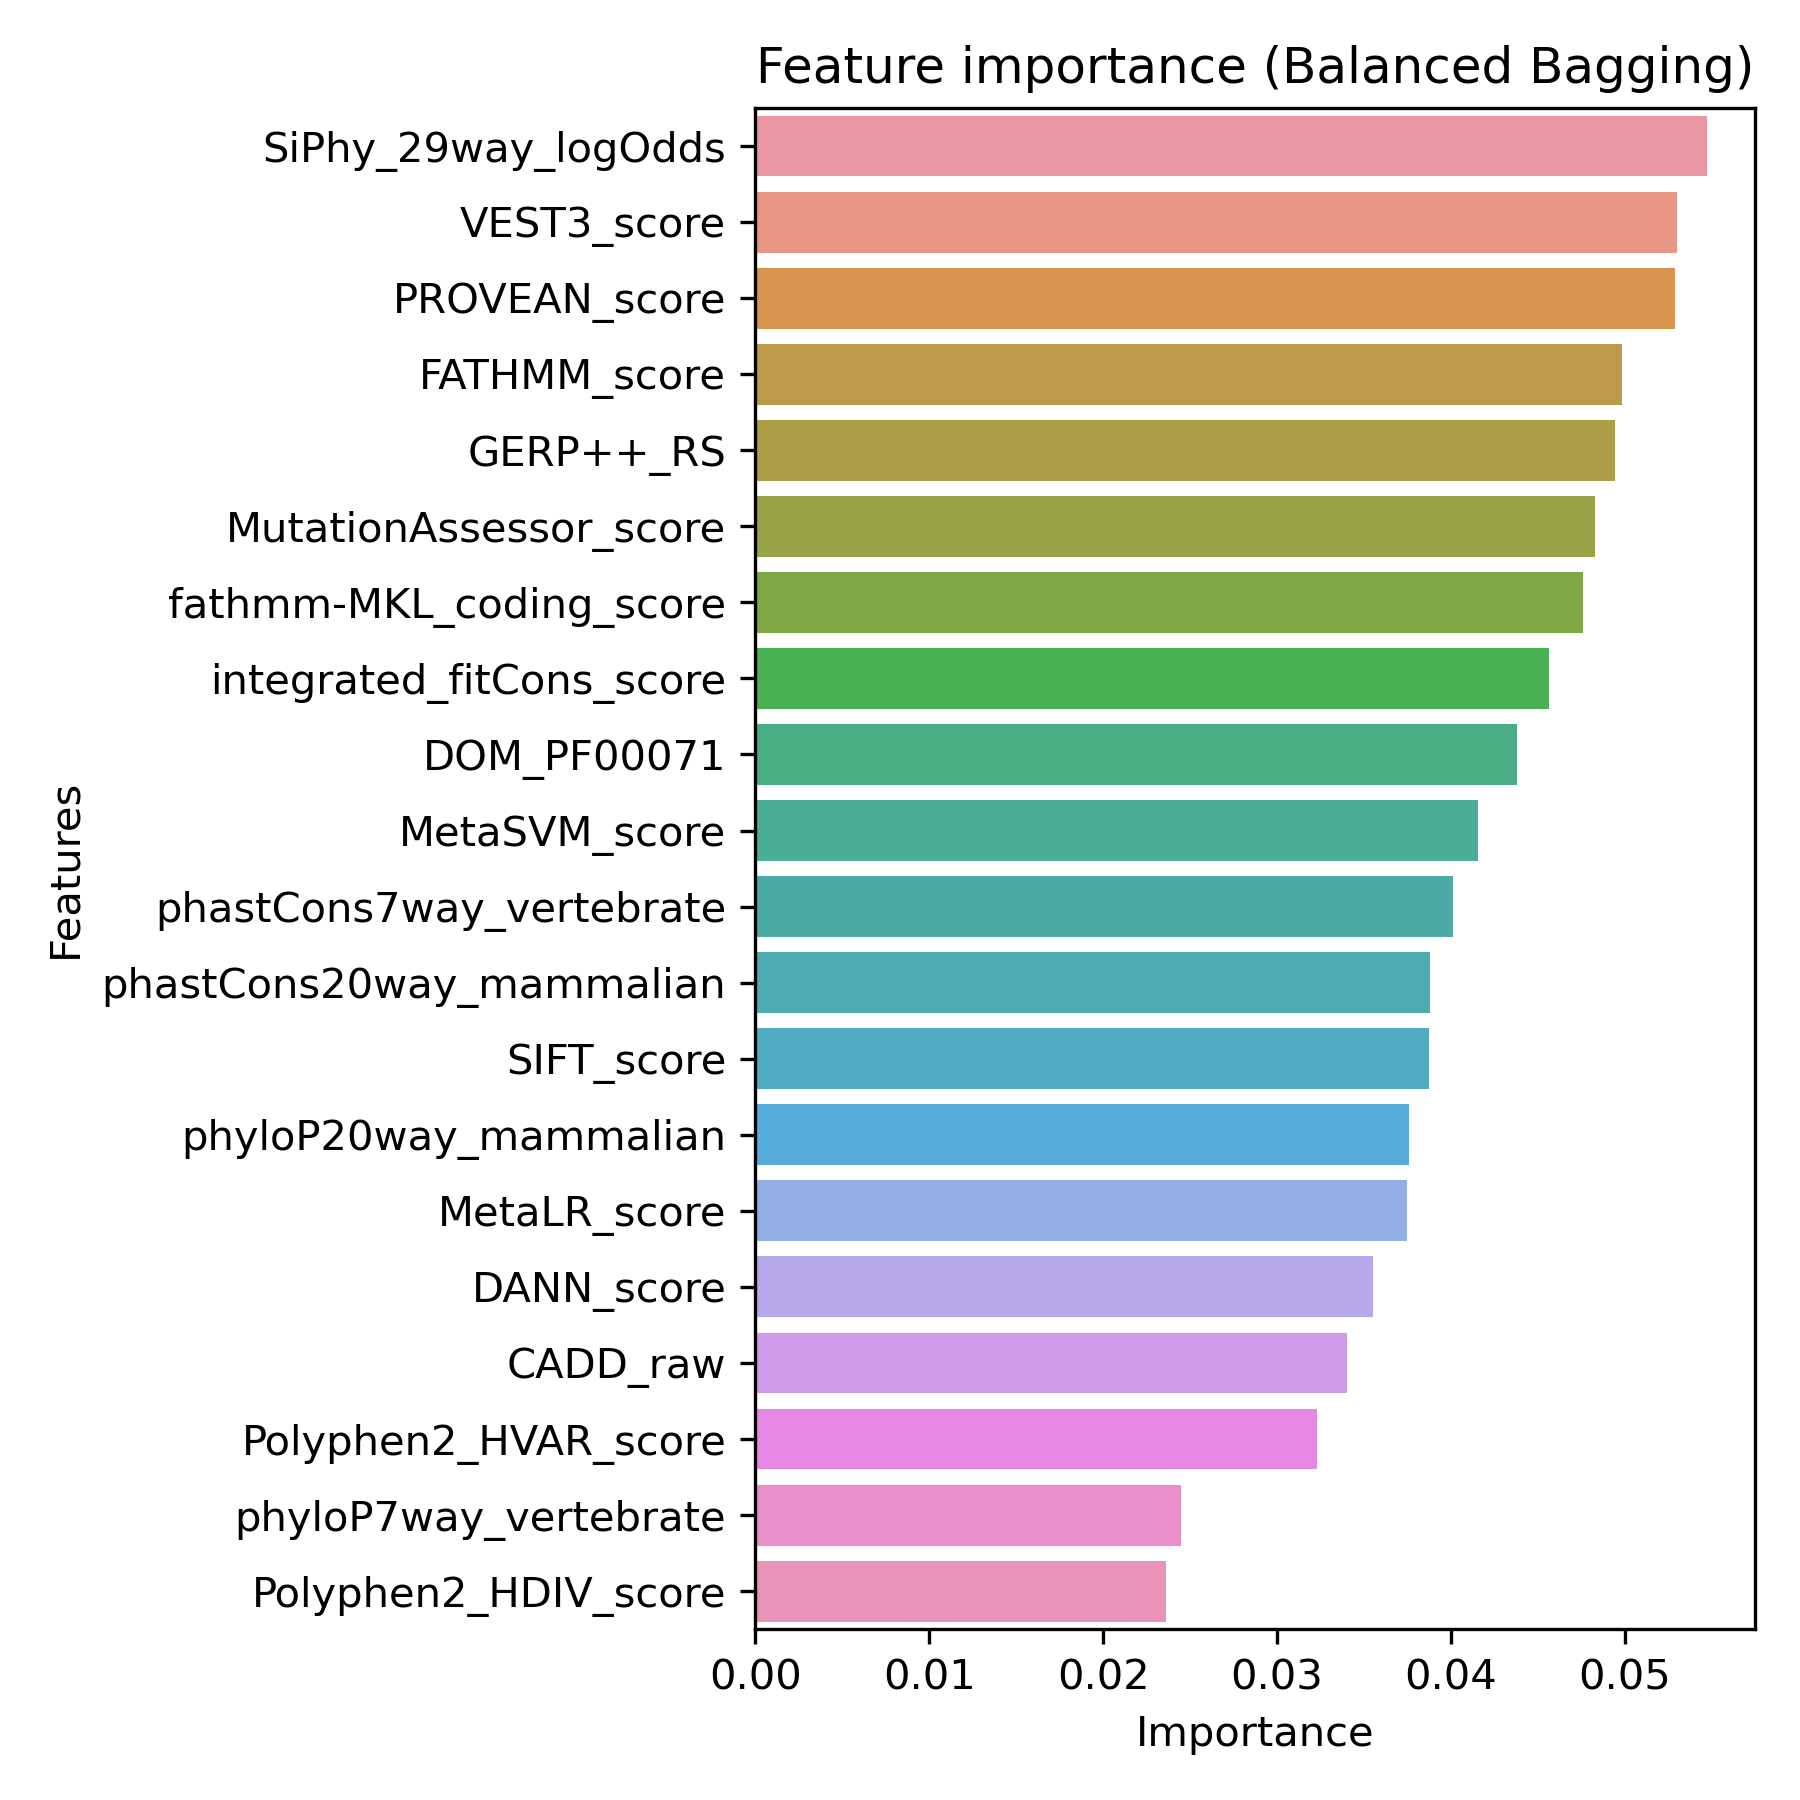 Feature importance (Balanced Bagging)
SiPhy_29way_logOdds
VEST3_score
PROVEAN_score
FATHMM_score
GERP++_RS
MutationAssessor_score
fathmm-MKL_coding_score
integrated_fitCons_score
DOM_PF00071
MetaSVM_score
phastCons7way_vertebrate
phastCons20way_mammalian
SIFT_score
phyloP20way_mammalian
MetaLR_score
DANN_score
CADD_raw
Polyphen2_HVAR_score
phyloP7way_vertebrate
Polyphen2_HDIV_score
Features
0.00 0.01 0.02 0.03 0.04 0.05
Importance